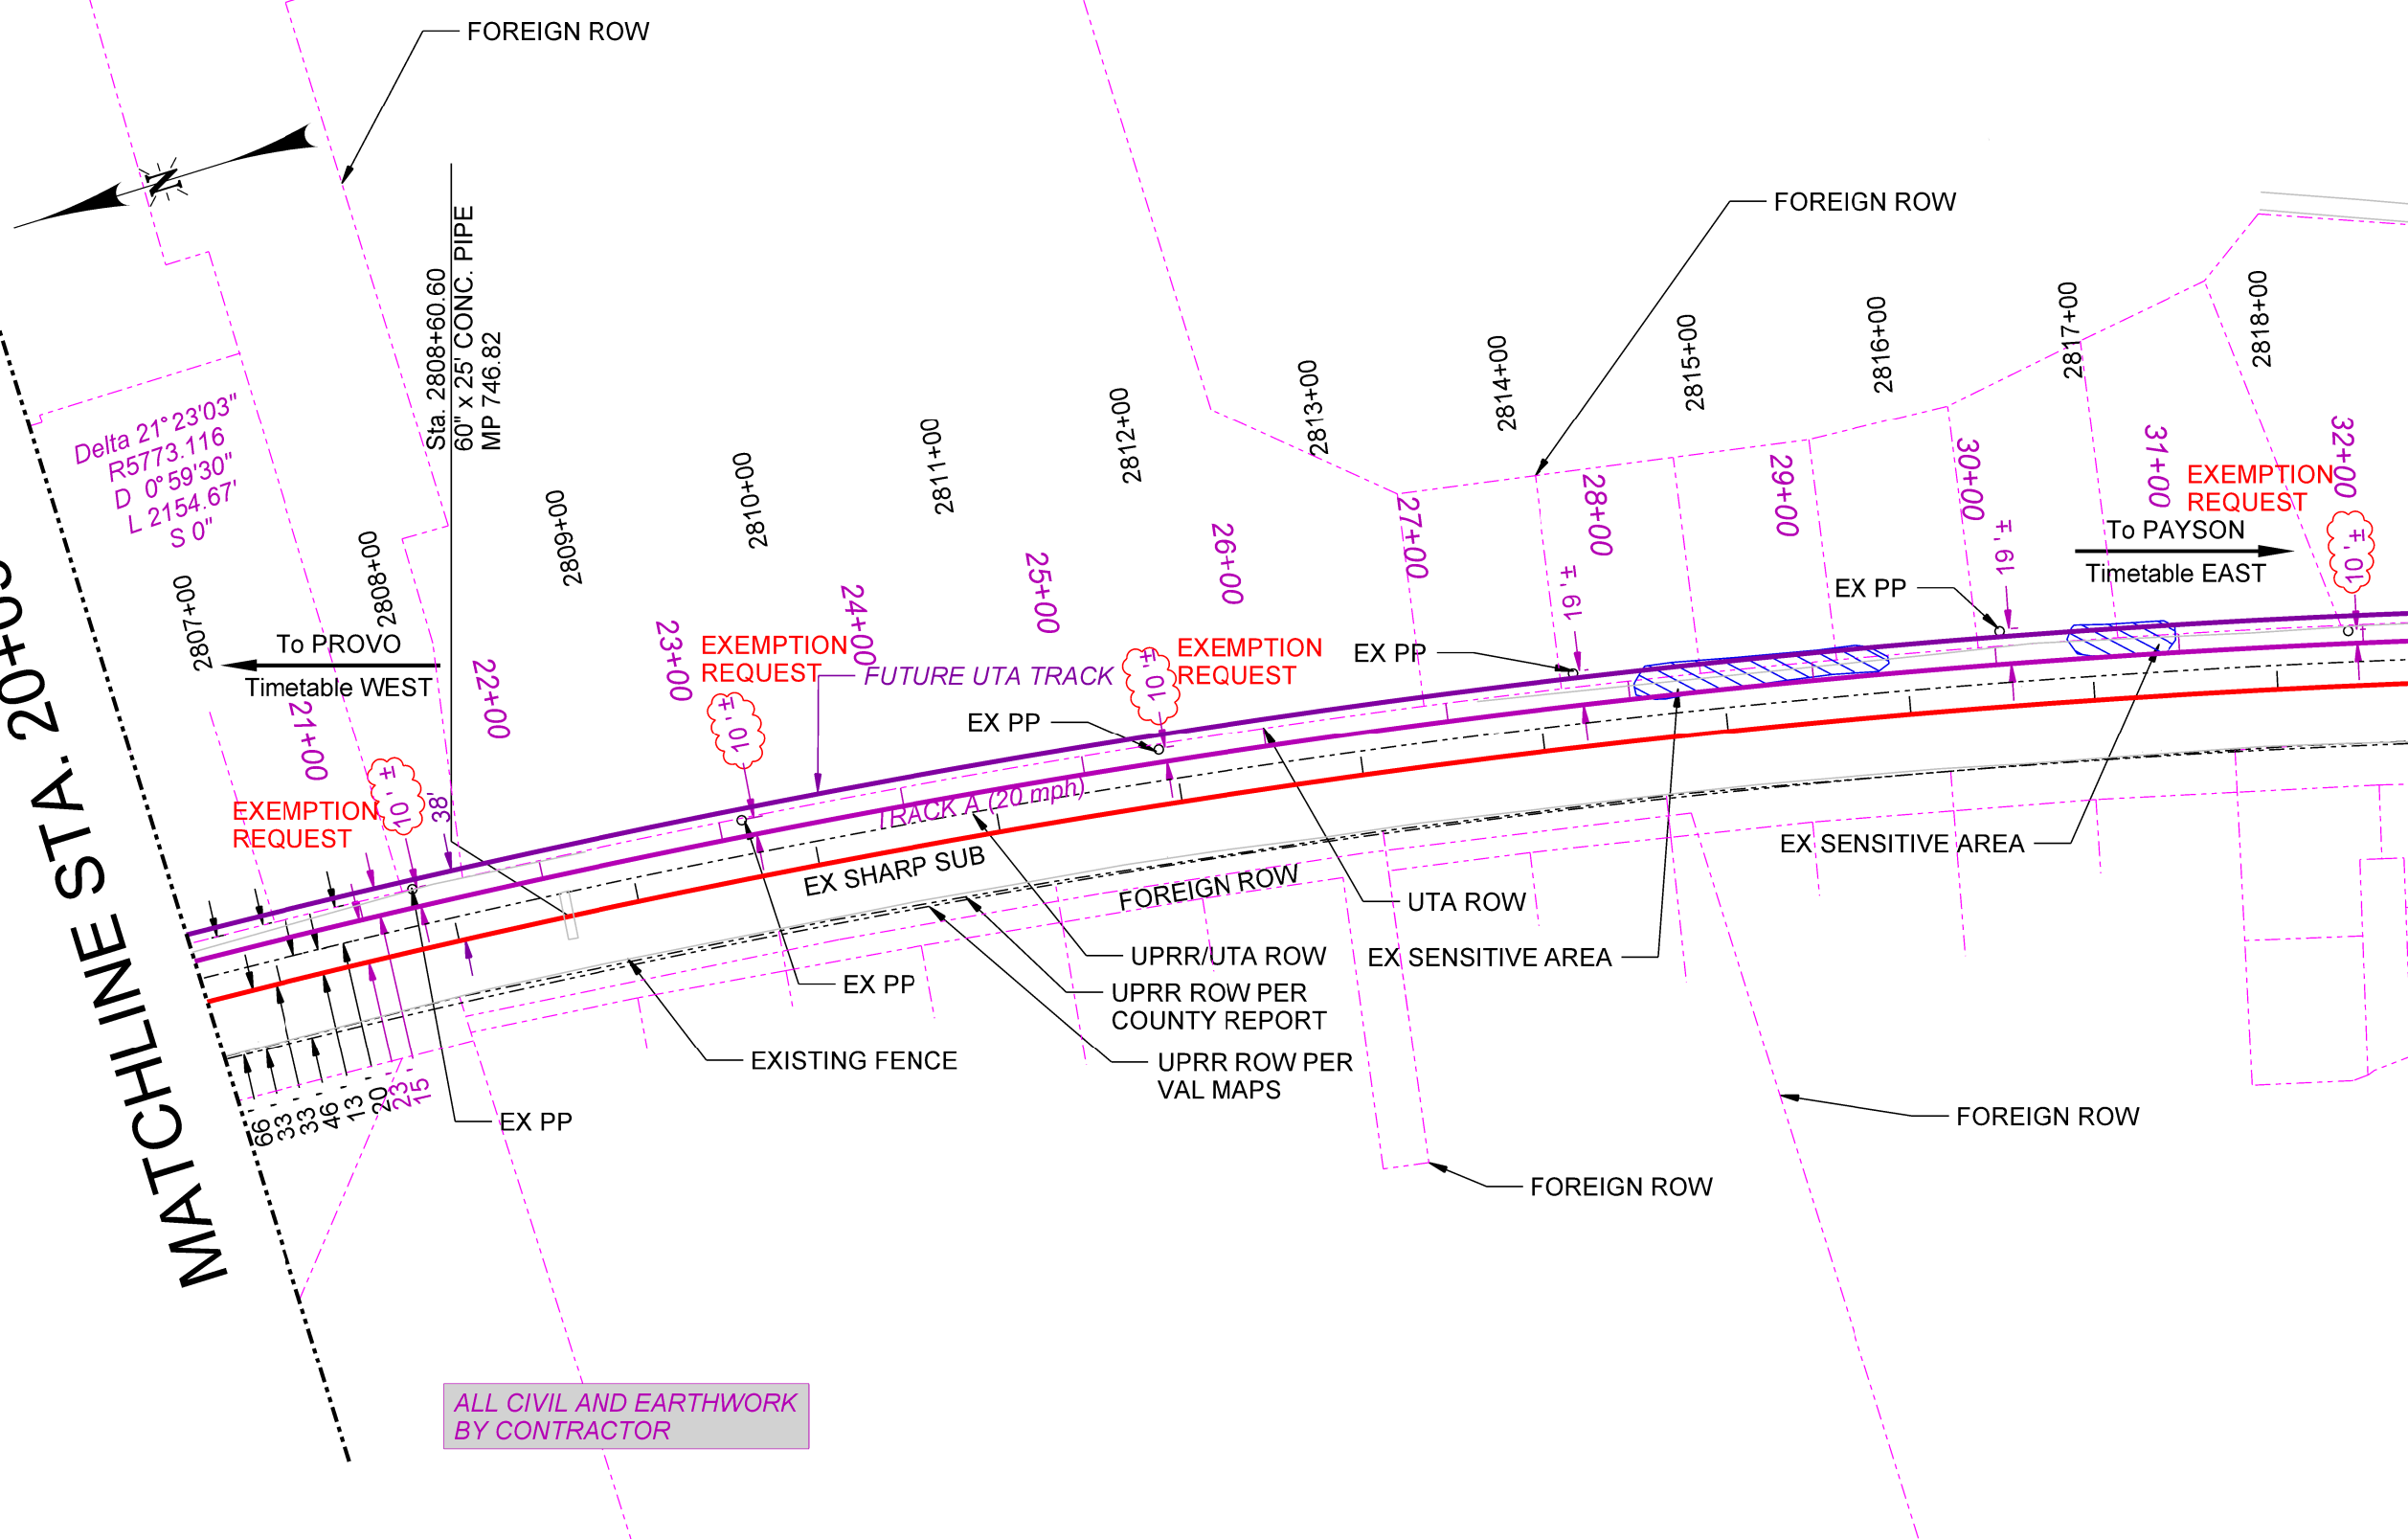 FOREIGN ROW
FOREIGN ROW
N
Sta. 2808+60.60
60" x 25' CONC. PIPE
MP 746.82
Delta 21°23'03"
R5773.116
D 0°59'30"
L 2154.67'
S 0"
2807+00
2808+00
2809+00
2810+00
2811+00
2812+00
2813+00
2814+00
2815+00
2816+00
2817+00
2818+00
21+00
22+00
23+00
24+00
25+00
26+00
27+00
28+00
29+00
30+00
31+00
32+00
To PROVO
Timetable WEST
To PAYSON
Timetable EAST
EXEMPTION
REQUEST
10' ±
38'
EXEMPTION
REQUEST
10' ±
EXEMPTION
REQUEST
10' ±
EXEMPTION
REQUEST
10' ±
19' ±
19' ±
FUTURE UTA TRACK
EX PP
EX PP
EX PP
TRACK A (20 mph)
EX SHARP SUB
FOREIGN ROW
EX SENSITIVE AREA
UTA ROW
EX SENSITIVE AREA
UPRR/UTA ROW
EX PP
UPRR ROW PER
COUNTY REPORT
UPRR ROW PER
VAL MAPS
EXISTING FENCE
EX PP
66'
33'
33'
46'
13'
20'
23'
15'
FOREIGN ROW
FOREIGN ROW
ALL CIVIL AND EARTHWORK
BY CONTRACTOR
MATCHLINE STA. 20+